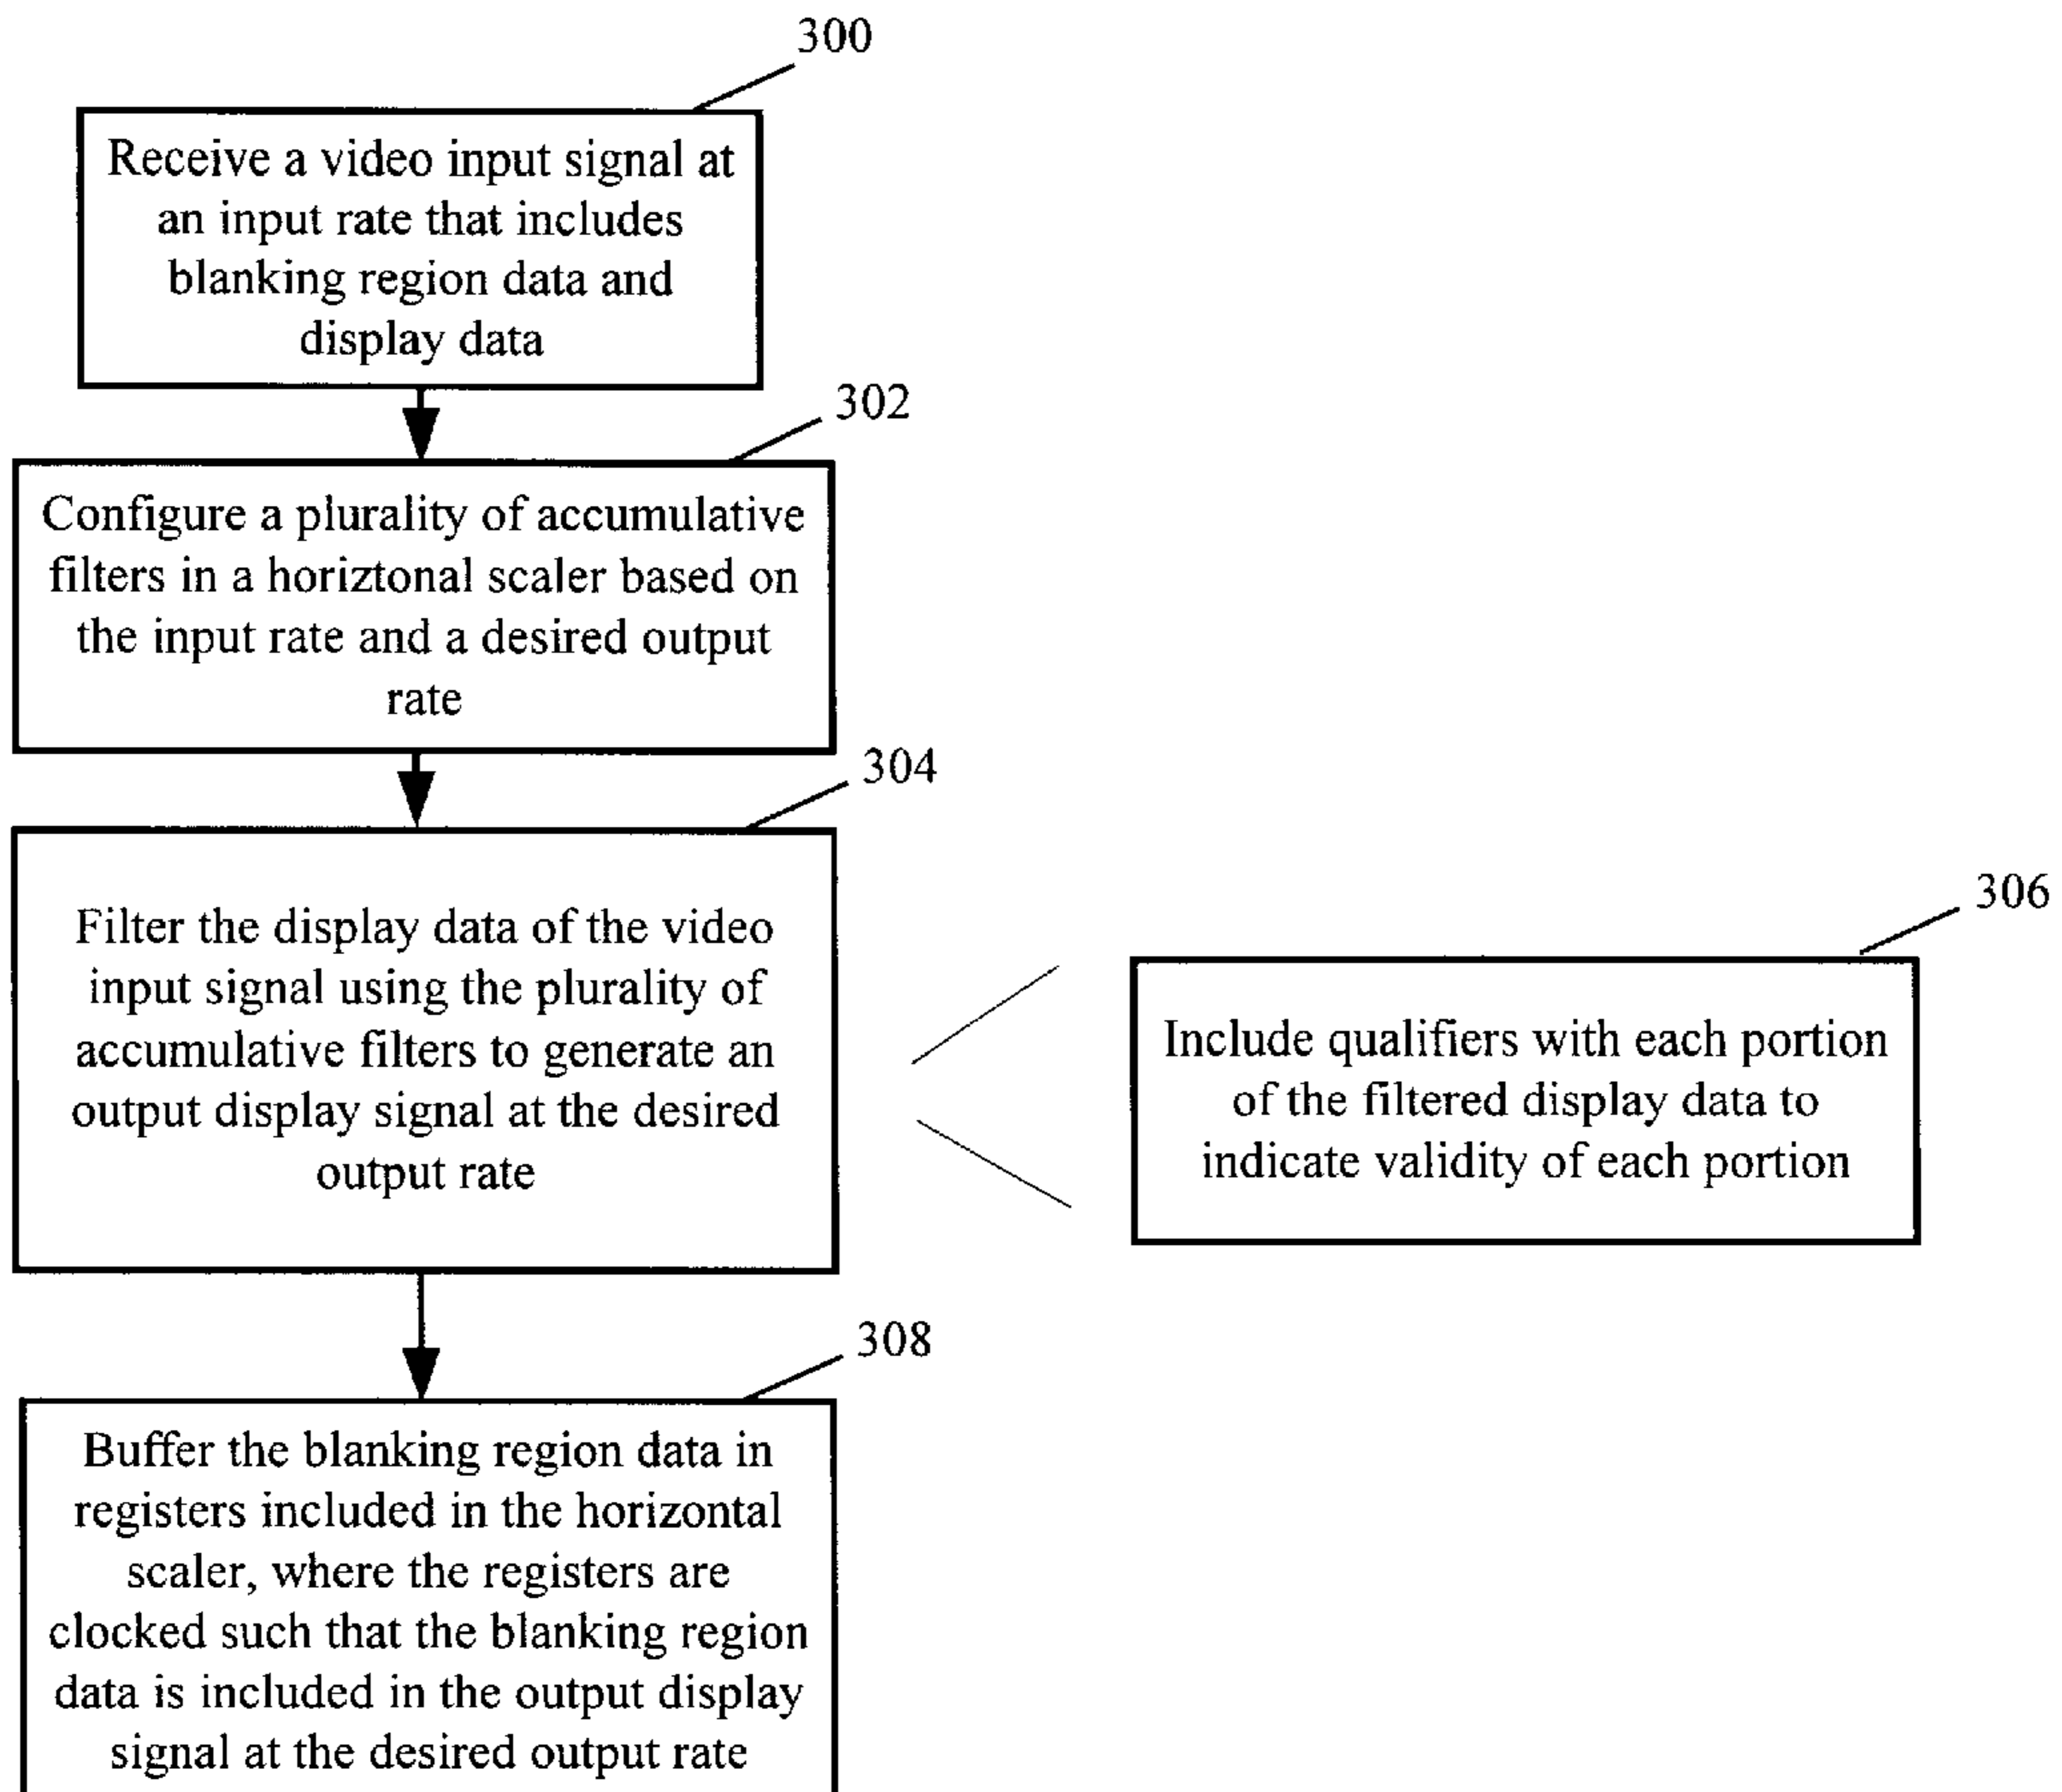 300
Receive a video input signal at
an input rate that includes
blanking region data and
display data
302
Configure a plurality of accumulative
filters in a horiztonal scaler based on
the input rate and a desired output
rate
304
Filter the display data of the video
input signal using the plurality of
accumulative filters to generate an
output display signal at the desired
output rate
306
Include qualifiers with each portion
of the filtered display data to
indicate validity of each portion
308
Buffer the blanking region data in
registers included in the horizontal
scaler, where the registers are
clocked such that the blanking region
data is included in the output display
signal at the desired output rate